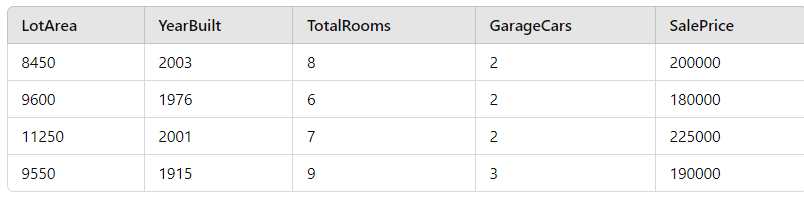 LotArea YearBuilt TotalRooms GarageCars SalePrice
8450 2003 8 2 200000
9600 1976 6 2 180000
11250 2001 7 2 225000
9550 1915 9 3 190000